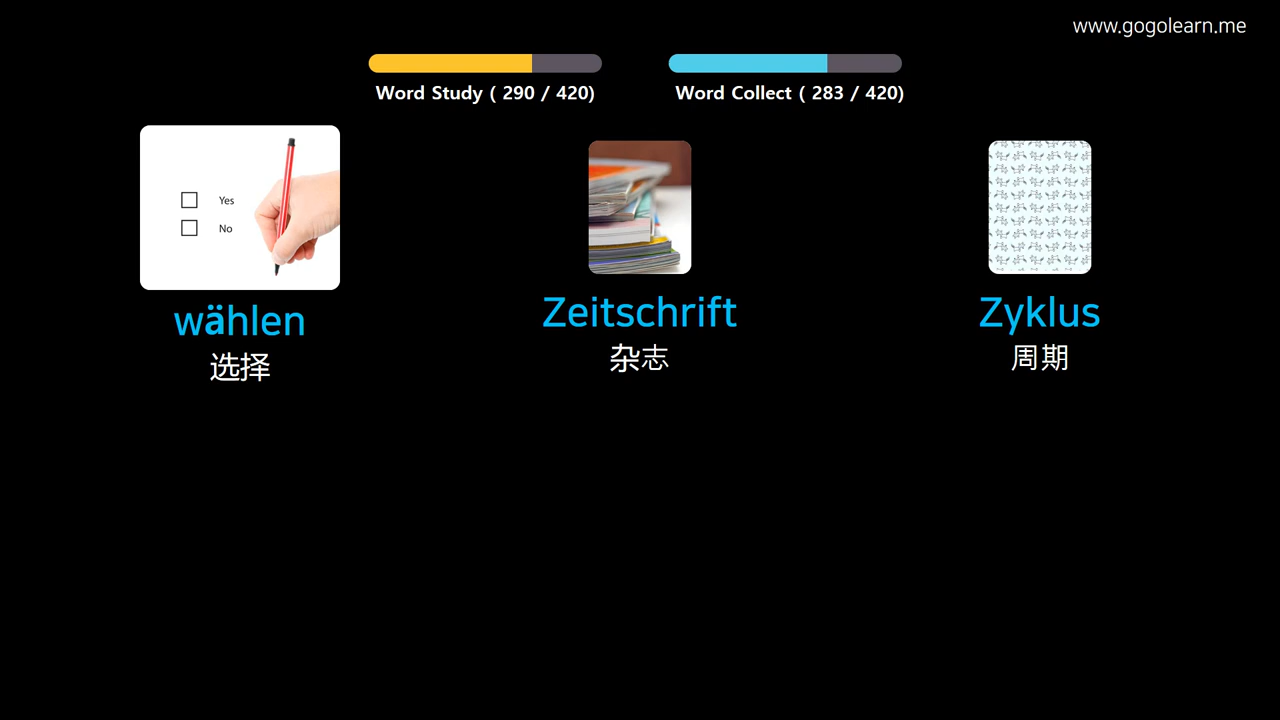 www.gogolearn.me
Word Study ( 290 / 420)
Word Collect ( 283 / 420)
Yes
No
wählen
选择
Zeitschrift
杂志
Zyklus
周期